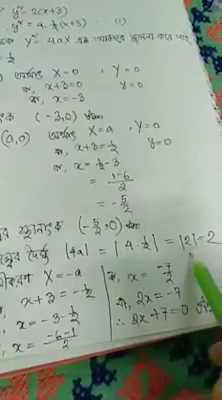 y² = 2(x+3)
y² = 4·½(x+3) ... (i)
y² = 4ax এর
= ½
অর্থাৎ X=0 , Y=0
বা, x+3=0 y=0
বা, x=-3
(-3,0)
(a,0) অর্থাৎ X=a , Y=0
বা, x+3=½ y=0
বা, x=½-3
= 1-6/2
= -5/2
স্থানাংক (-5/2, 0)
দৈর্ঘ্য |4a| = |4·½| = |2| = 2
X=-a
x+3=-½
x=-3-½
বা, x= -6-1/2
বা, x= -7/2
বা, 2x=-7
∴ 2x+7=0